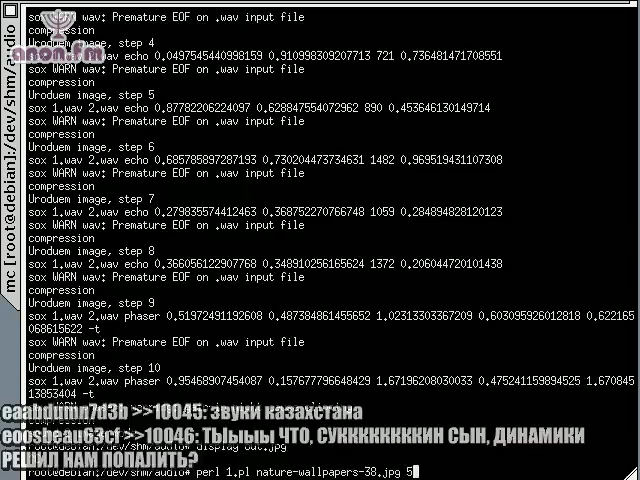 sox WARN wav: Premature EOF on .wav input file
compression
Uroduem image, step 4
sox 1.wav 2.wav echo 0.0497545440998159 0.910998309207713 721 0.736481471708551
sox WARN wav: Premature EOF on .wav input file
compression
Uroduem image, step 5
sox 1.wav 2.wav echo 0.87782206224097 0.628847554072962 890 0.453646130149714
sox WARN wav: Premature EOF on .wav input file
compression
Uroduem image, step 6
sox 1.wav 2.wav echo 0.685785897287193 0.730204473734631 1482 0.969519431107308
sox WARN wav: Premature EOF on .wav input file
compression
Uroduem image, step 7
sox 1.wav 2.wav echo 0.279835574412463 0.368752270766748 1059 0.284894828120123
sox WARN wav: Premature EOF on .wav input file
compression
Uroduem image, step 8
sox 1.wav 2.wav echo 0.366056122907768 0.348910256165624 1372 0.206044720101438
sox WARN wav: Premature EOF on .wav input file
compression
Uroduem image, step 9
sox 1.wav 2.wav phaser 0.51972491192608 0.487384861455652 1.02313303367209 0.603095926012818 0.622165
068615622 -t
sox WARN wav: Premature EOF on .wav input file
compression
Uroduem image, step 10
sox 1.wav 2.wav phaser 0.95468907454087 0.157677796648429 1.67196208030033 0.475241159894525 1.670845
13853404 -t
eaabdumn7d3b >>10045: звуки казахстана
eoosbeau63cf >>10046: ТЫыыы ЧТО, СУККККККККИН СЫН, ДИНАМИКИ
РЕШИЛ НАМ ПОПАЛИТЬ?
root@debian:/dev/shm/audio# display out.jpg
root@debian:/dev/shm/audio# perl 1.pl nature-wallpapers-38.jpg 5
mc [root@debian]:/dev/shm/audio
anon.fm